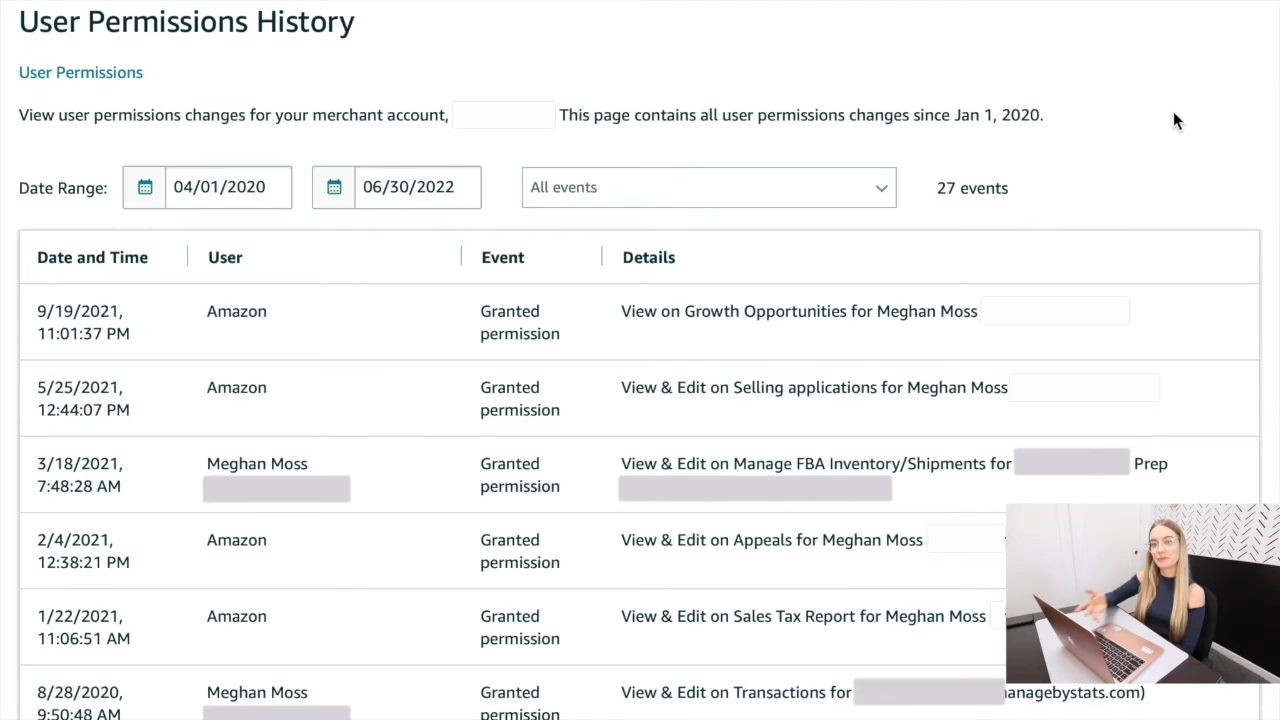 User Permissions History
User Permissions
View user permissions changes for your merchant account, This page contains all user permissions changes since Jan 1, 2020.
Date Range: 04/01/2020 06/30/2022 All events 27 events
Date and Time User Event Details
9/19/2021, 11:01:37 PM Amazon Granted permission View on Growth Opportunities for Meghan Moss
5/25/2021, 12:44:07 PM Amazon Granted permission View & Edit on Selling applications for Meghan Moss
3/18/2021, 7:48:28 AM Meghan Moss Granted permission View & Edit on Manage FBA Inventory/Shipments for Prep
2/4/2021, 12:38:21 PM Amazon Granted permission View & Edit on Appeals for Meghan Moss
1/22/2021, 11:06:51 AM Amazon Granted permission View & Edit on Sales Tax Report for Meghan Moss
8/28/2020, 9:50:48 AM Meghan Moss Granted permission View & Edit on Transactions for anagebystats.com)